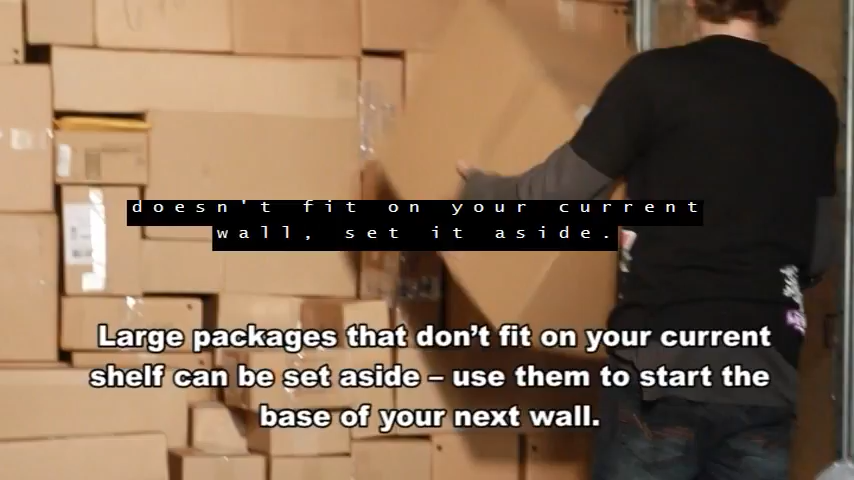 doesn't fit on your current
wall, set it aside.
Large packages that don't fit on your current
shelf can be set aside – use them to start the
base of your next wall.